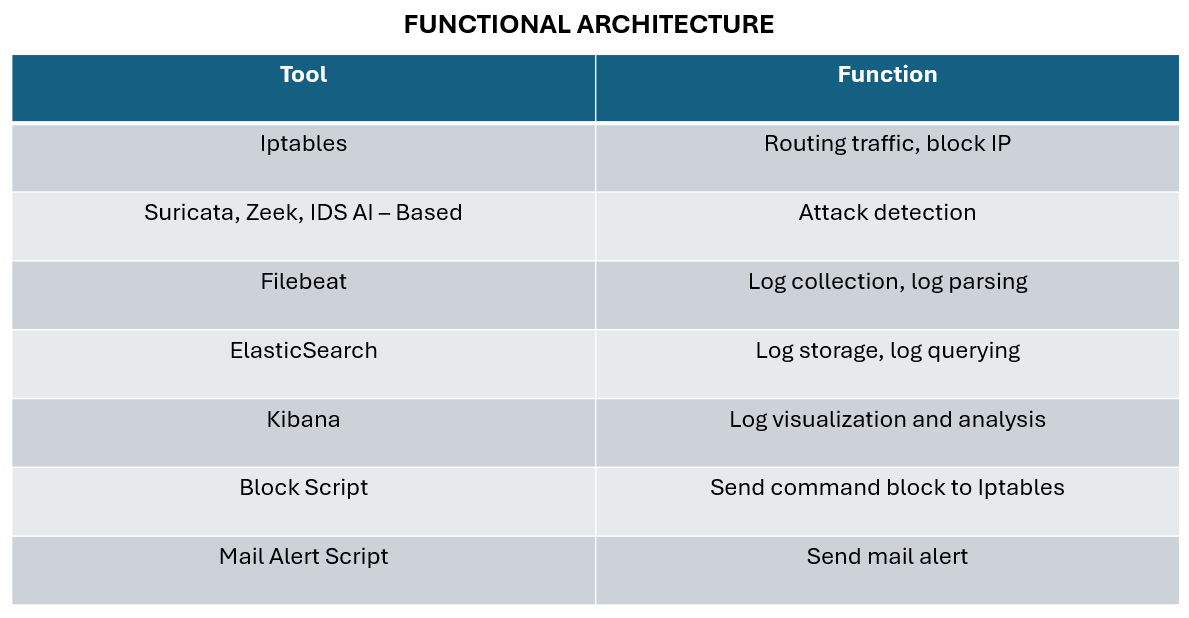 FUNCTIONAL ARCHITECTURE
Tool Function
Iptables Routing traffic, block IP
Suricata, Zeek, IDS AI – Based Attack detection
Filebeat Log collection, log parsing
ElasticSearch Log storage, log querying
Kibana Log visualization and analysis
Block Script Send command block to Iptables
Mail Alert Script Send mail alert